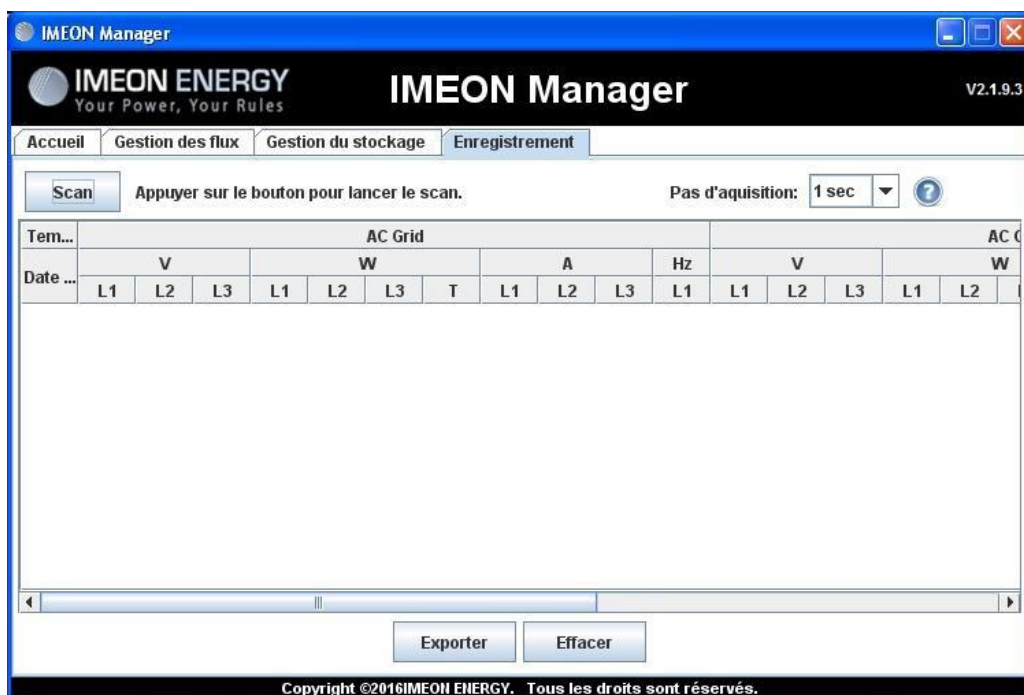 IMEON Manager
IMEON ENERGY
Your Power, Your Rules
IMEON Manager
V2.1.9.3
Accueil Gestion des flux Gestion du stockage Enregistrement
Scan Appuyer sur le bouton pour lancer le scan. Pas d'aquisition: 1 sec ?
Tem... AC Grid AC
Date ... V W A Hz V W
L1 L2 L3 L1 L2 L3 T L1 L2 L3 L1 L1 L2 L3 L1 L2
Exporter Effacer
Copyright ©2016IMEON ENERGY. Tous les droits sont réservés.